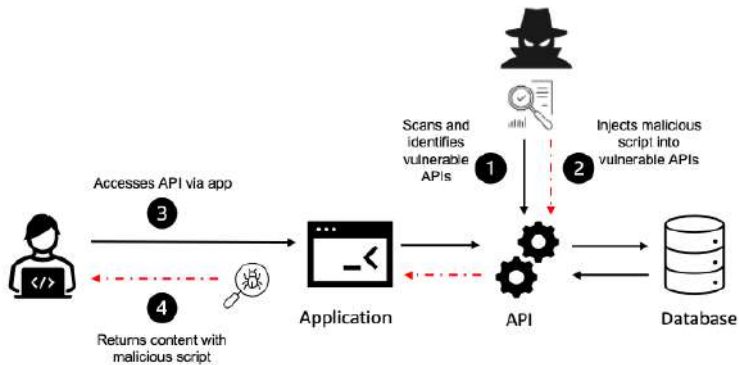 Scans and
identifies
vulnerable
APIs
1
2
Injects malicious
script into
vulnerable APIs
Accesses API via app
3
</>
4
Returns content with
malicious script
Application
API
Database